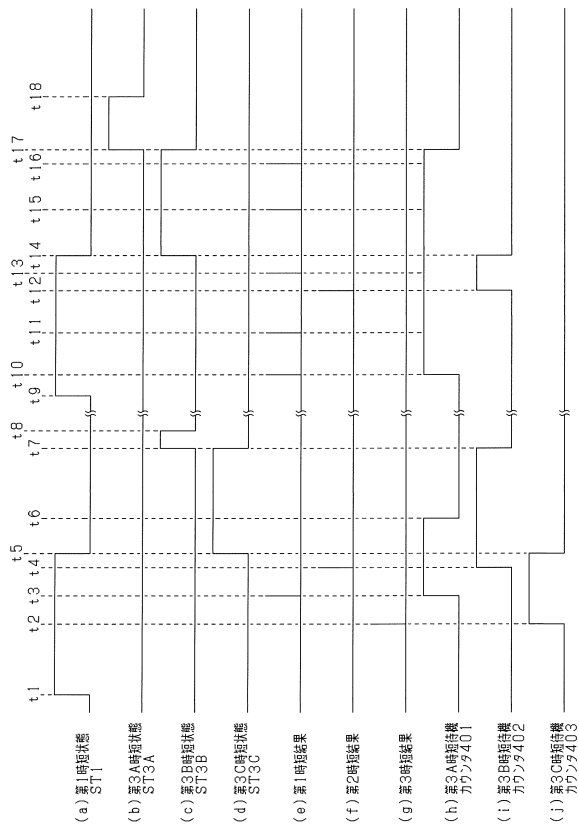 t1
t2
t3
t4
t5
t6
t7
t8
t9
t10
t11
t12
t13
t14
t15
t16
t17
t18
(a) 第1時短状態
ST1
(b) 第3A時短状態
ST3A
(c) 第3B時短状態
ST3B
(d) 第3C時短状態
ST3C
(e) 第1時短結果
(f) 第2時短結果
(g) 第3時短結果
(h) 第3A時短待機
カウンタ401
(i) 第3B時短待機
カウンタ402
(j) 第3C時短待機
カウンタ403